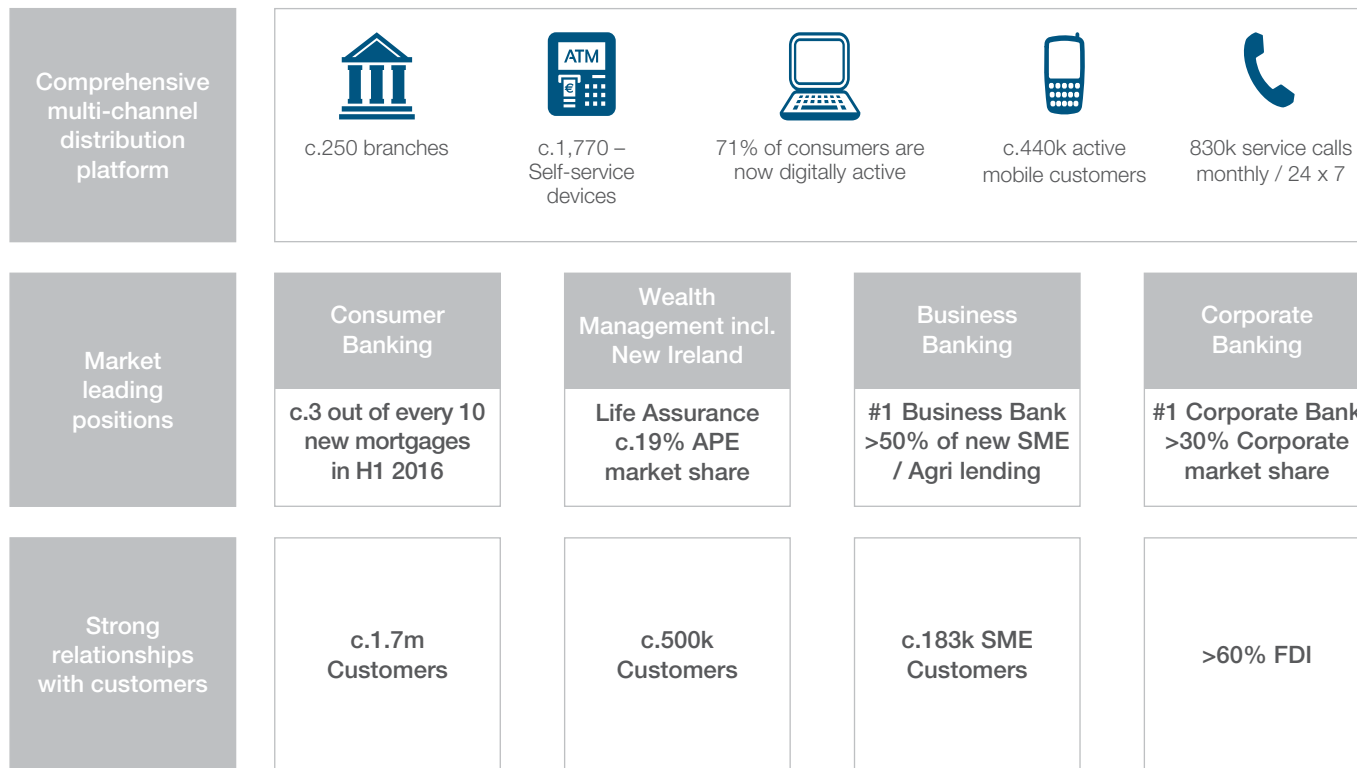 Comprehensive
multi-channel
distribution
platform
ATM
€
c.250 branches
c.1,770 –
Self-service
devices
71% of consumers are
now digitally active
c.440k active
mobile customers
830k service calls
monthly / 24 x 7
Market
leading
positions
Consumer
Banking
c.3 out of every 10
new mortgages
in H1 2016
Wealth
Management incl.
New Ireland
Life Assurance
c.19% APE
market share
Business
Banking
#1 Business Bank
>50% of new SME
/ Agri lending
Corporate
Banking
#1 Corporate Bank
>30% Corporate
market share
Strong
relationships
with customers
c.1.7m
Customers
c.500k
Customers
c.183k SME
Customers
>60% FDI